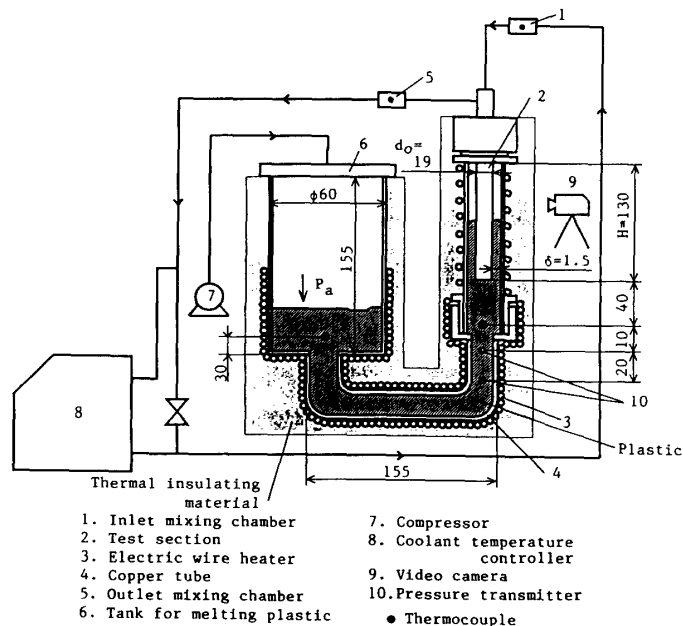 1
5
2
6
d₀=
19
9
φ60
155
H=130
Pa
δ=1.5
7
40
10
20
30
8
10
3
Plastic
155
4
Thermal insulating
material
1. Inlet mixing chamber
2. Test section
3. Electric wire heater
4. Copper tube
5. Outlet mixing chamber
6. Tank for melting plastic
7. Compressor
8. Coolant temperature
controller
9. Video camera
10.Pressure transmitter
● Thermocouple